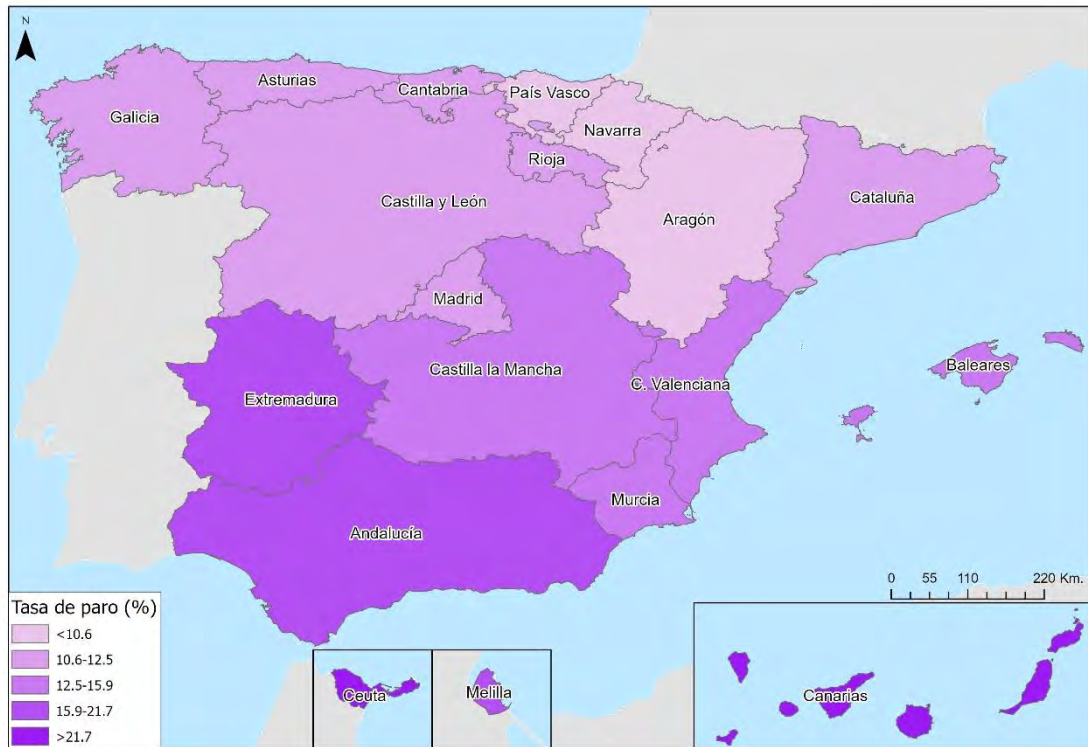 N
Asturias
Cantabria
País Vasco
Galicia
Navarra
Rioja
Castilla y León
Cataluña
Aragón
Madrid
Castilla la Mancha
Baleares
C. Valenciana
Extremadura
Murcia
Andalucía
0 55 110 220 Km.
Tasa de paro (%)
<10.6
10.6-12.5
12.5-15.9
15.9-21.7
>21.7
Ceuta
Melilla
Canarias